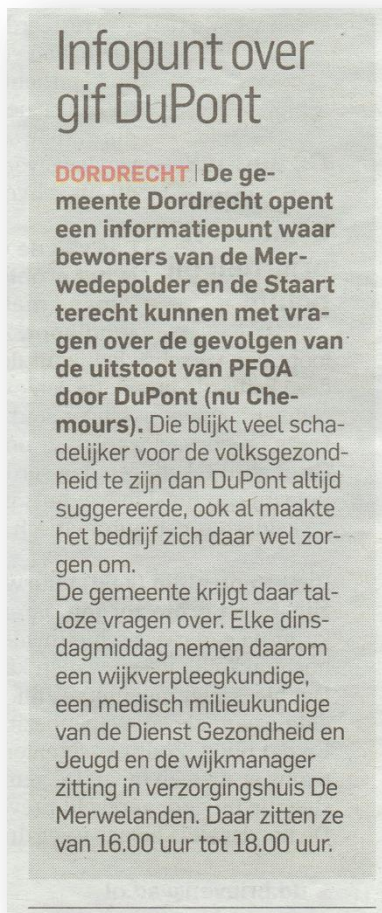 Infopunt over
gif DuPont
DORDRECHT | De ge-
meente Dordrecht opent
een informatiepunt waar
bewoners van de Mer-
wedepolder en de Staart
terecht kunnen met vra-
gen over de gevolgen van
de uitstoot van PFOA
door DuPont (nu Che-
mours). Die blijkt veel scha-
delijker voor de volksgezond-
heid te zijn dan DuPont altijd
suggereerde, ook al maakte
het bedrijf zich daar wel zor-
gen om.
De gemeente krijgt daar tal-
loze vragen over. Elke dins-
dagmiddag nemen daarom
een wijkverpleegkundige,
een medisch milieukundige
van de Dienst Gezondheid en
Jeugd en de wijkmanager
zitting in verzorgingshuis De
Merwelanden. Daar zitten ze
van 16.00 uur tot 18.00 uur.